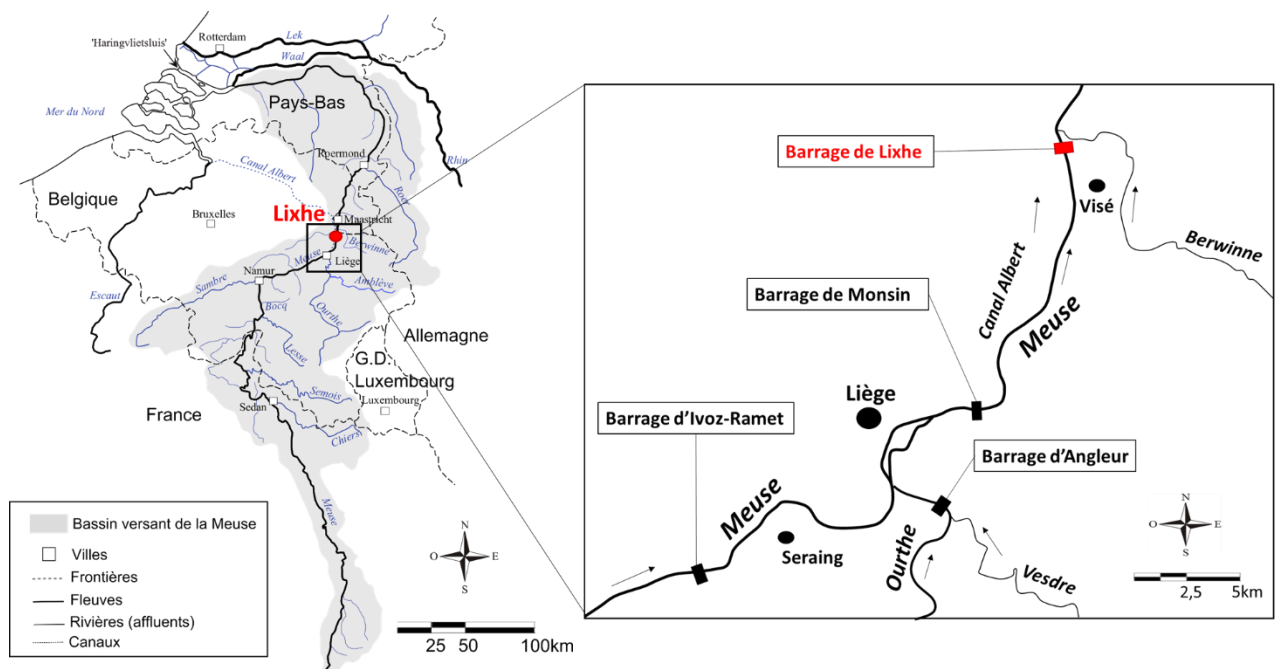 'Haringvlietsluis'
Rotterdam
Lek
Waal
Mer du Nord
Pays-Bas
Rhin
Roermond
Roer
Canal Albert
Belgique
Bruxelles
Lixhe
Maastricht
Berwinne
Meuse
Liège
Namur
Sambre
Amblève
Escaut
Bocq
Ourthe
Allemagne
Lesse
G.D.
Luxembourg
Semois
Luxembourg
France
Sedan
Chiers
Meuse
Bassin versant de la Meuse
Villes
Frontières
Fleuves
Rivières (affluents)
Canaux
N
O
E
S
25
50
100km
Barrage de Lixhe
Visé
Berwinne
Canal Albert
Meuse
Barrage de Monsin
Liège
Barrage d'Ivoz-Ramet
Barrage d'Angleur
Meuse
Seraing
Ourthe
Vesdre
N
O
E
S
2,5
5km